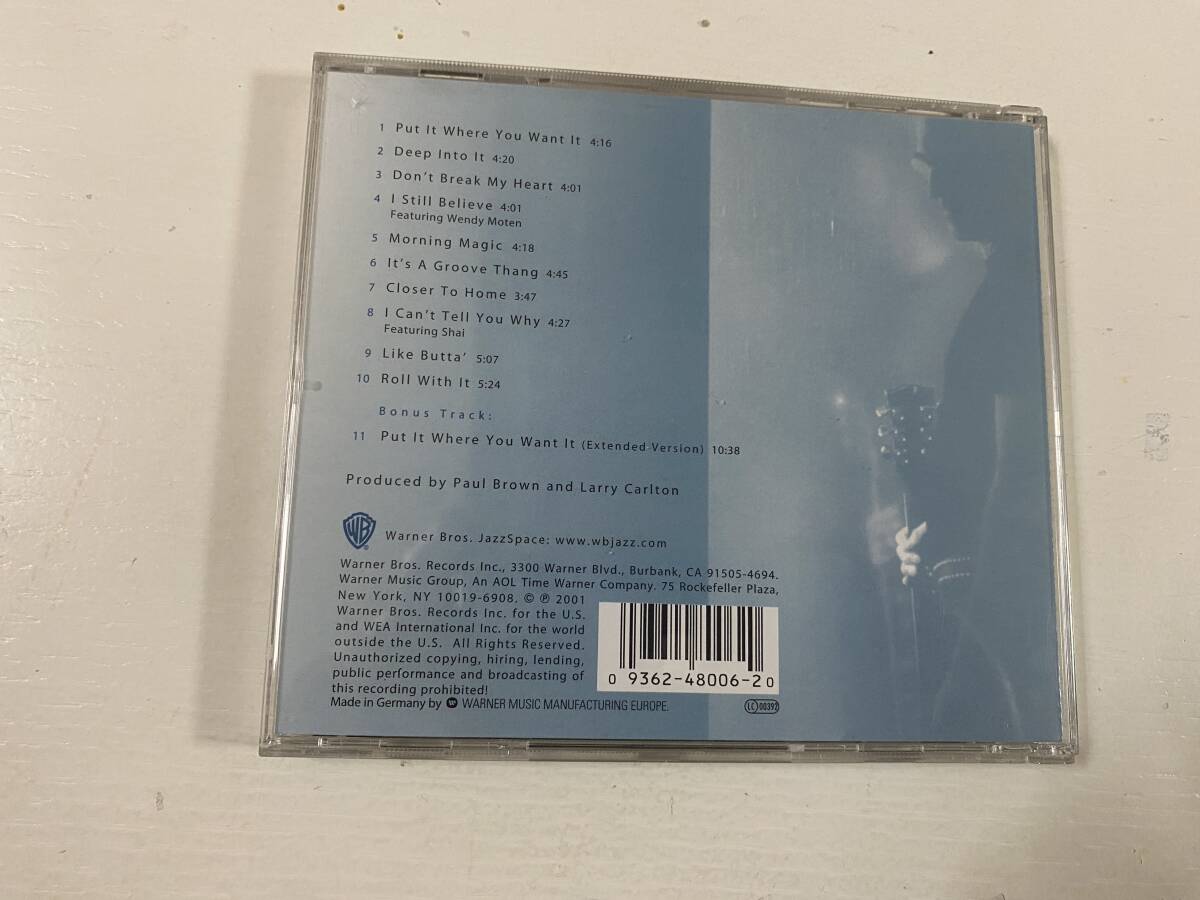 1 Put It Where You Want It 4:16
2 Deep Into It 4:20
3 Don't Break My Heart 4:01
4 I Still Believe 4:01
Featuring Wendy Moten
5 Morning Magic 4:18
6 It's A Groove Thang 4:45
7 Closer To Home 3:47
8 I Can't Tell You Why 4:27
Featuring Shai
9 Like Butta' 5:07
10 Roll With It 5:24
Bonus Track:
11 Put It Where You Want It (Extended Version) 10:38
Produced by Paul Brown and Larry Carlton
WB
Warner Bros. JazzSpace: www.wbjazz.com
Warner Bros. Records Inc., 3300 Warner Blvd., Burbank, CA 91505-4694.
Warner Music Group, An AOL Time Warner Company. 75 Rockefeller Plaza,
New York, NY 10019-6908. © ℗ 2001
Warner Bros. Records Inc. for the U.S.
and WEA International Inc. for the world
outside the U.S. All Rights Reserved.
Unauthorized copying, hiring, lending,
public performance and broadcasting of
this recording prohibited!
Made in Germany by WARNER MUSIC MANUFACTURING EUROPE.
0 9362-48006-2 0
LC 00392